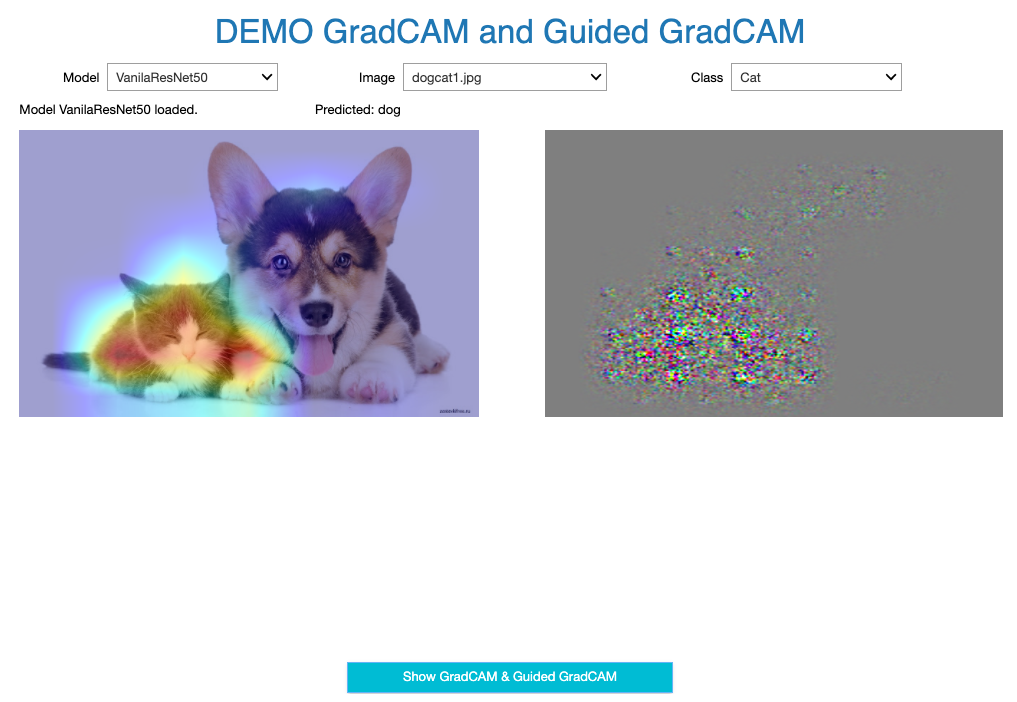 DEMO GradCAM and Guided GradCAM
Model VanilaResNet50 Image dogcat1.jpg Class Cat
Model VanilaResNet50 loaded. Predicted: dog
Show GradCAM & Guided GradCAM